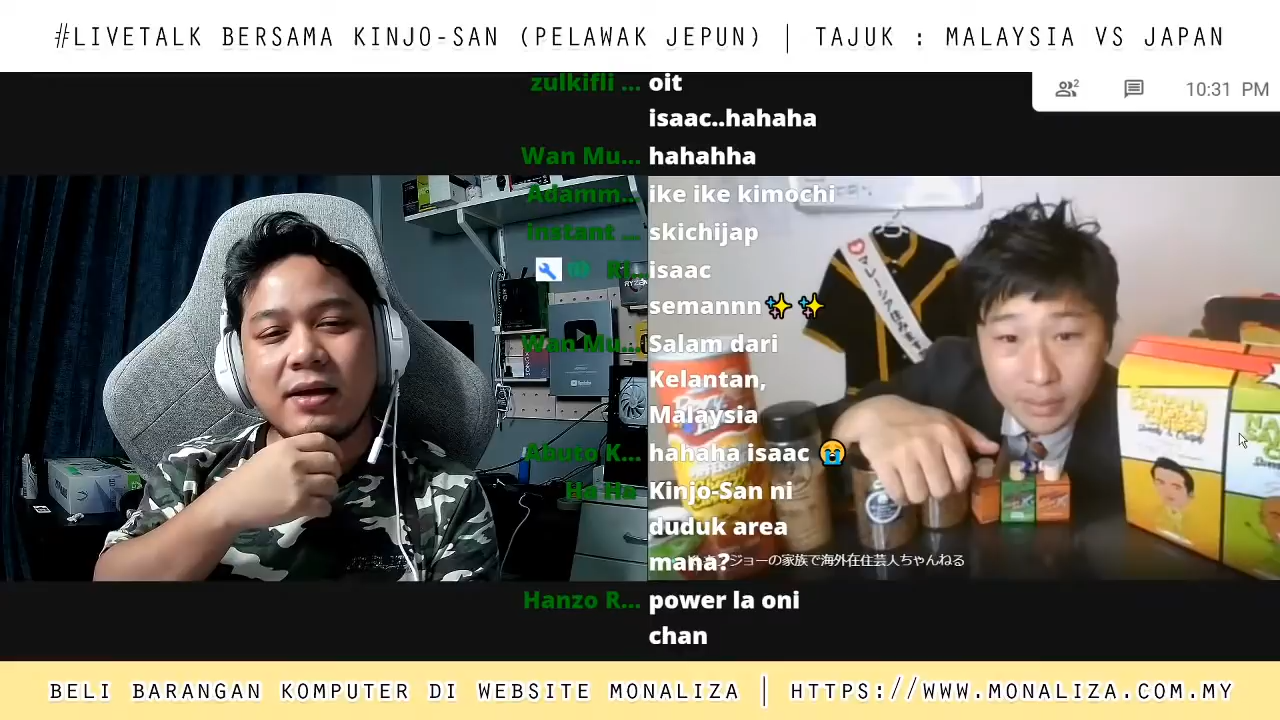 #LIVETALK BERSAMA KINJO-SAN (PELAWAK JEPUN) | TAJUK : MALAYSIA VS JAPAN
2
10:31 PM
zulkifli ... oit
isaac..hahaha
Wan Mu... hahahha
Adamm... ike ike kimochi
instant ... skichijap
Ri... isaac
semannn✨✨
Wan Mu... Salam dari
Kelantan,
Malaysia
Abuto K... hahaha isaac 😭
Ha Ha Kinjo-San ni
duduk area
mana?
ジョーの家族で海外在住芸人ちゃんねる
Hanzo R... power la oni
chan
BELI BARANGAN KOMPUTER DI WEBSITE MONALIZA | HTTPS://WWW.MONALIZA.COM.MY